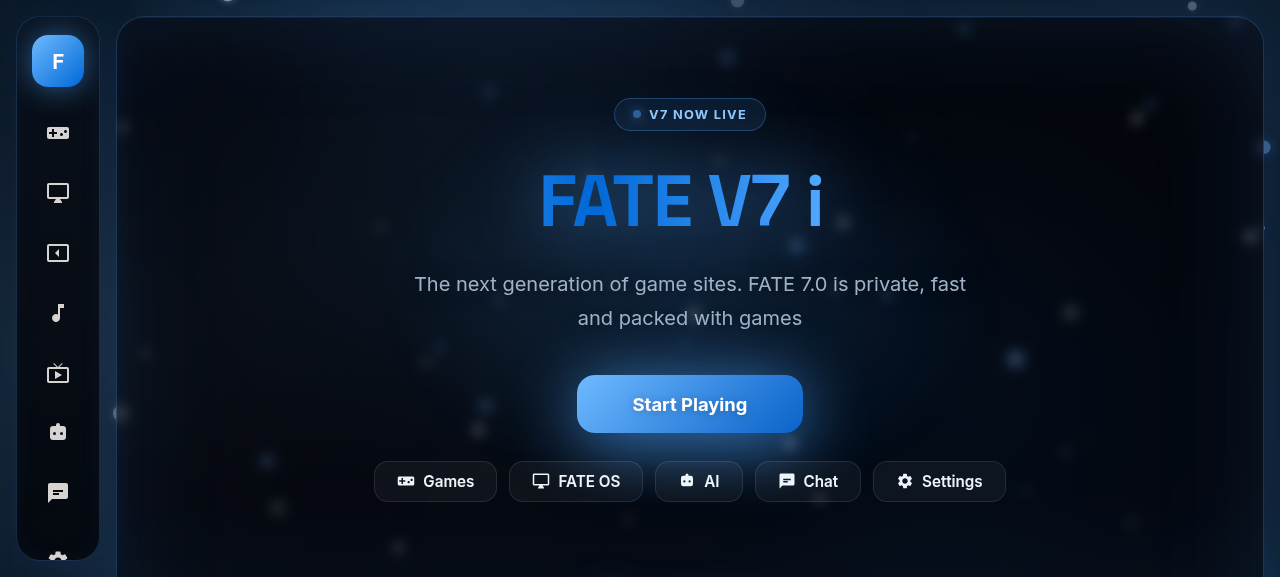 F
V7 NOW LIVE
FATE V7 i
The next generation of game sites. FATE 7.0 is private, fast
and packed with games
Start Playing
Games
FATE OS
AI
Chat
Settings